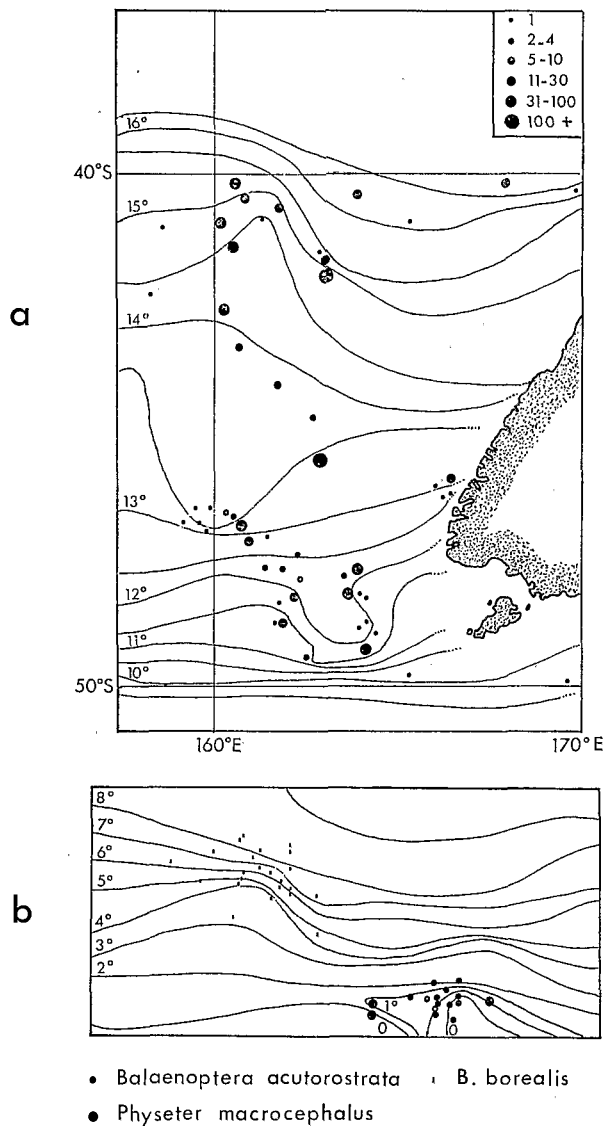 1
2-4
5-10
11-30
31-100
100 +
16°
40°S
15°
a
14°
13°
12°
11°
10°
50°S
160°E
170°E
8°
7°
6°
5°
b
4°
3°
2°
1°
0
0
Balaenoptera acutorostrata
B. borealis
Physeter macrocephalus